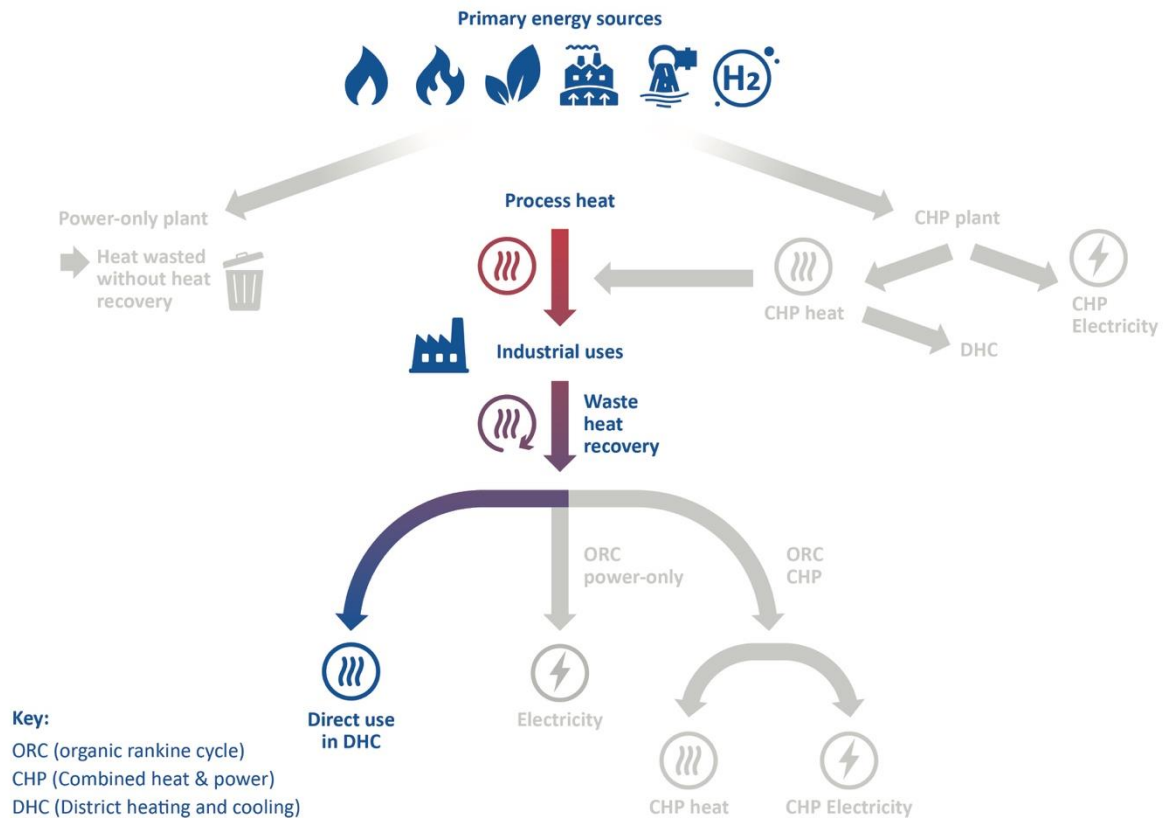 Primary energy sources
H2
Power-only plant
Heat wasted
without heat
recovery
Process heat
CHP plant
CHP heat
CHP
Electricity
DHC
Industrial uses
Waste
heat
recovery
ORC
power-only
ORC
CHP
Direct use
in DHC
Electricity
CHP heat
CHP Electricity
Key:
ORC (organic rankine cycle)
CHP (Combined heat & power)
DHC (District heating and cooling)